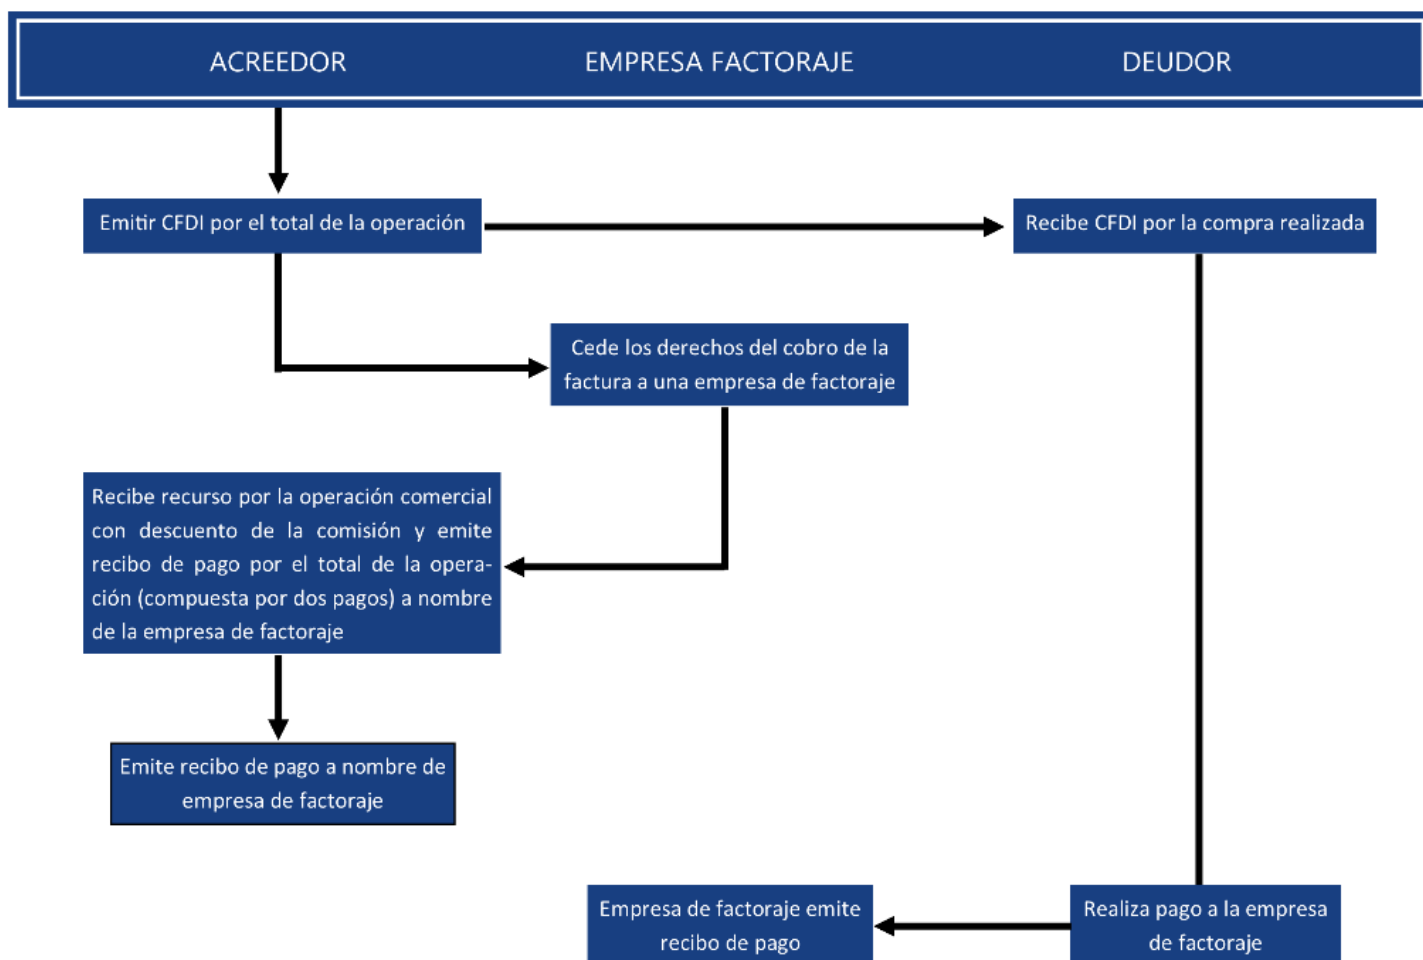 ACREEDOR
EMPRESA FACTORAJE
DEUDOR
Emitir CFDI por el total de la operación
Recibe CFDI por la compra realizada
Cede los derechos del cobro de la
factura a una empresa de factoraje
Recibe recurso por la operación comercial
con descuento de la comisión y emite
recibo de pago por el total de la opera-
ción (compuesta por dos pagos) a nombre
de la empresa de factoraje
Emite recibo de pago a nombre de
empresa de factoraje
Empresa de factoraje emite
recibo de pago
Realiza pago a la empresa
de factoraje